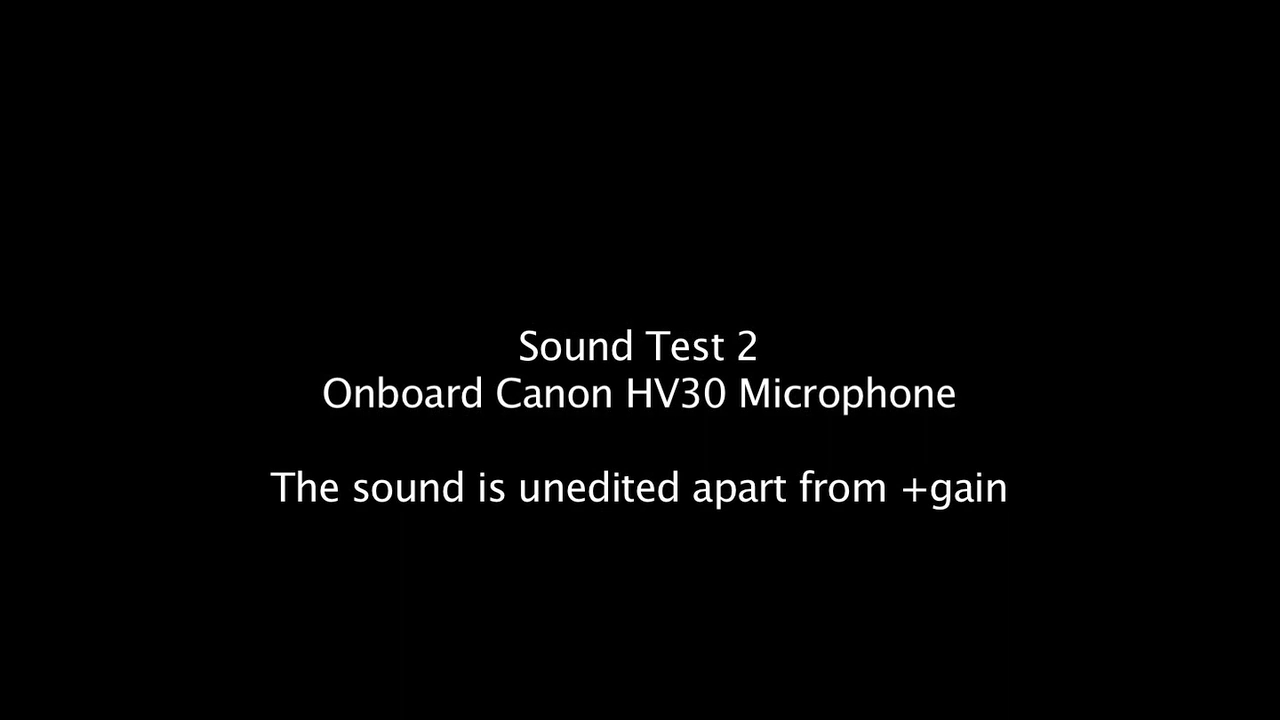 Sound Test 2
Onboard Canon HV30 Microphone
The sound is unedited apart from +gain